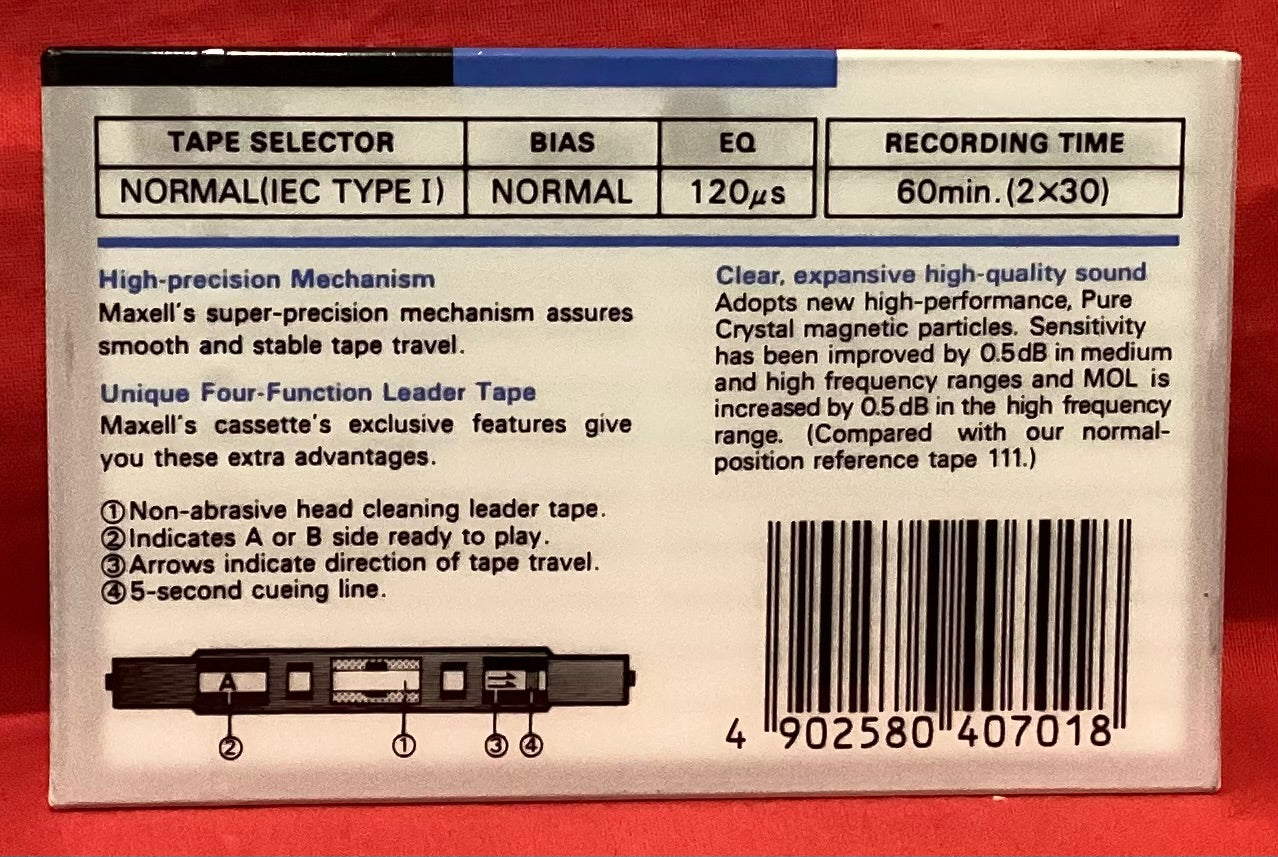 TAPE SELECTOR BIAS EQ RECORDING TIME
NORMAL(IEC TYPE I) NORMAL 120μs 60min.(2×30)
High-precision Mechanism
Maxell's super-precision mechanism assures
smooth and stable tape travel.
Unique Four-Function Leader Tape
Maxell's cassette's exclusive features give
you these extra advantages.
①Non-abrasive head cleaning leader tape.
②Indicates A or B side ready to play.
③Arrows indicate direction of tape travel.
④5-second cueing line.
A
② ① ③ ④
Clear, expansive high-quality sound
Adopts new high-performance, Pure
Crystal magnetic particles. Sensitivity
has been improved by 0.5dB in medium
and high frequency ranges and MOL is
increased by 0.5dB in the high frequency
range. (Compared with our normal-
position reference tape 111.)
4 902580 407018